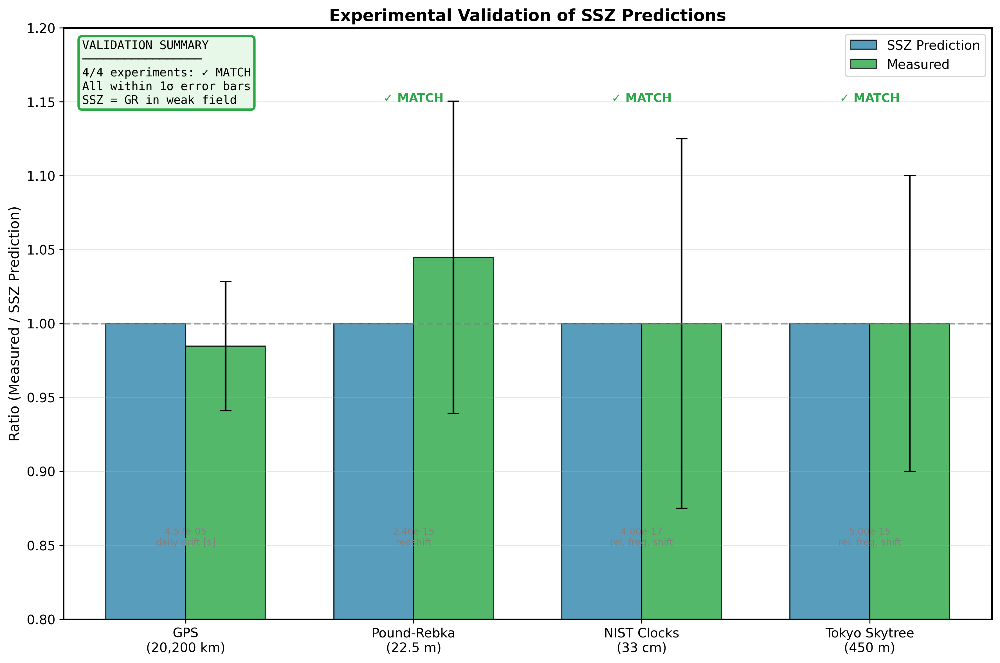 Experimental Validation of SSZ Predictions
VALIDATION SUMMARY
4/4 experiments: ✓ MATCH
All within 1σ error bars
SSZ = GR in weak field
SSZ Prediction
Measured
✓ MATCH
✓ MATCH
✓ MATCH
Ratio (Measured / SSZ Prediction)
1.20
1.15
1.10
1.05
1.00
0.95
0.90
0.85
0.80
4.57e-05
daily drift [s]
2.46e-15
redshift
4.00e-17
rel. freq. shift
5.00e-15
rel. freq. shift
GPS
(20,200 km)
Pound-Rebka
(22.5 m)
NIST Clocks
(33 cm)
Tokyo Skytree
(450 m)